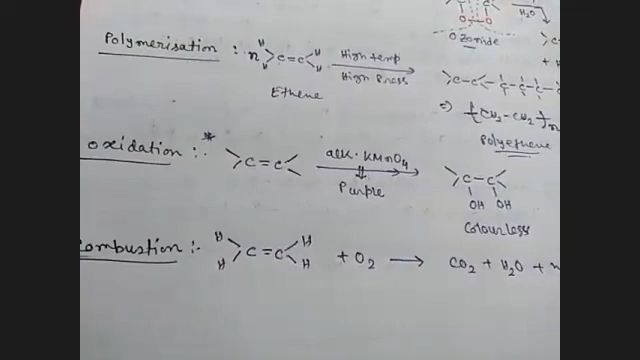 H₂O
Ozonide
Polymerisation : n H H C=C H H High temp High Press
Ethene
>C-C-C-C-C-C
⇒ {CH₂-CH₂}n
Polyethene
oxidation :- * >C=C< alk. KMnO₄ Purple >C-C<
OH OH
Colourless
Combustion :- H H C=C H H + O₂ → CO₂ + H₂O +